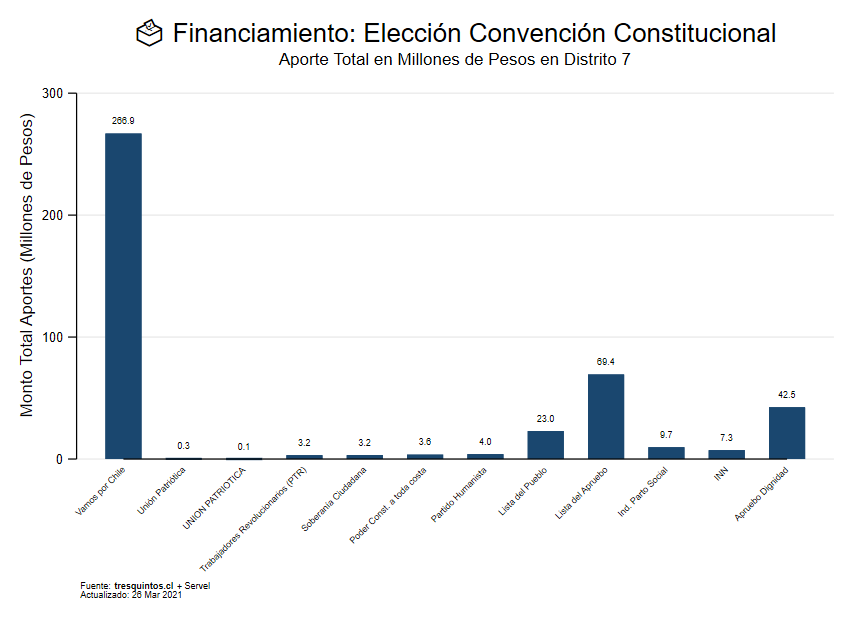 Financiamiento: Elección Convención Constitucional
Aporte Total en Millones de Pesos en Distrito 7
Monto Total Aportes (Millones de Pesos)
300
200
100
0
266.9
0.3
0.1
3.2
3.2
3.6
4.0
23.0
69.4
9.7
7.3
42.5
Vamos por Chile
Unión Patriótica
UNION PATRIOTICA
Trabajadores Revolucionarios (PTR)
Soberanía Ciudadana
Poder Const. a toda costa
Partido Humanista
Lista del Pueblo
Lista del Apruebo
Ind. Parto Social
INN
Apruebo Dignidad
Fuente: tresquintos.cl + Servel
Actualizado: 26 Mar 2021